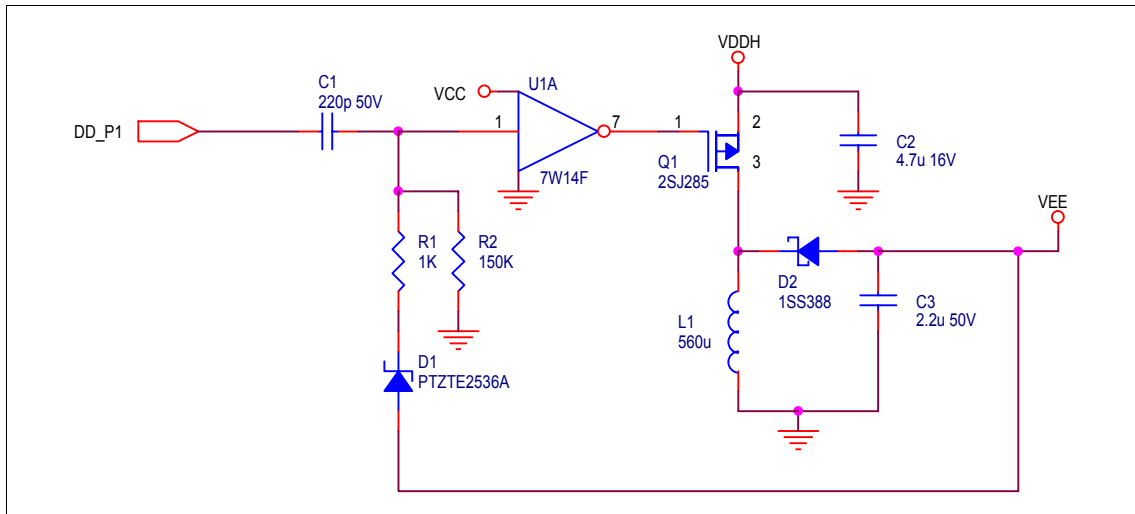 VDDH
C1
220p 50V
VCC
U1A
DD_P1
1
7
1
2
3
7W14F
Q1
2SJ285
C2
4.7u 16V
VEE
R1
1K
R2
150K
D2
1SS388
C3
2.2u 50V
L1
560u
D1
PTZTE2536A